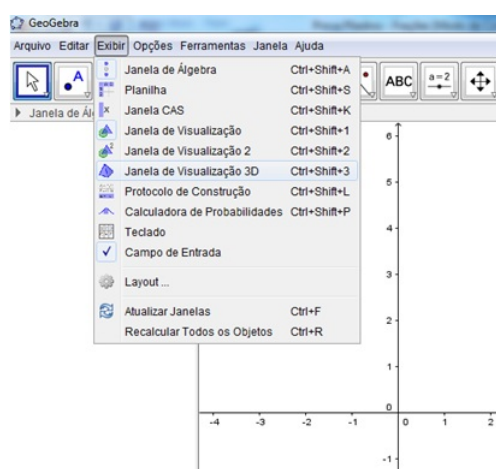 GeoGebra
Arquivo Editar Exibir Opções Ferramentas Janela Ajuda
ABC a=2
Janela de Ál
Janela de Álgebra Ctrl+Shift+A
Planilha Ctrl+Shift+S
Janela CAS Ctrl+Shift+K
Janela de Visualização Ctrl+Shift+1
Janela de Visualização 2 Ctrl+Shift+2
Janela de Visualização 3D Ctrl+Shift+3
Protocolo de Construção Ctrl+Shift+L
Calculadora de Probabilidades Ctrl+Shift+P
Teclado
Campo de Entrada
Layout ...
Atualizar Janelas Ctrl+F
Recalcular Todos os Objetos Ctrl+R
6
5
4
3
2
1
0
-4 -3 -2 -1 0 1 2
-1